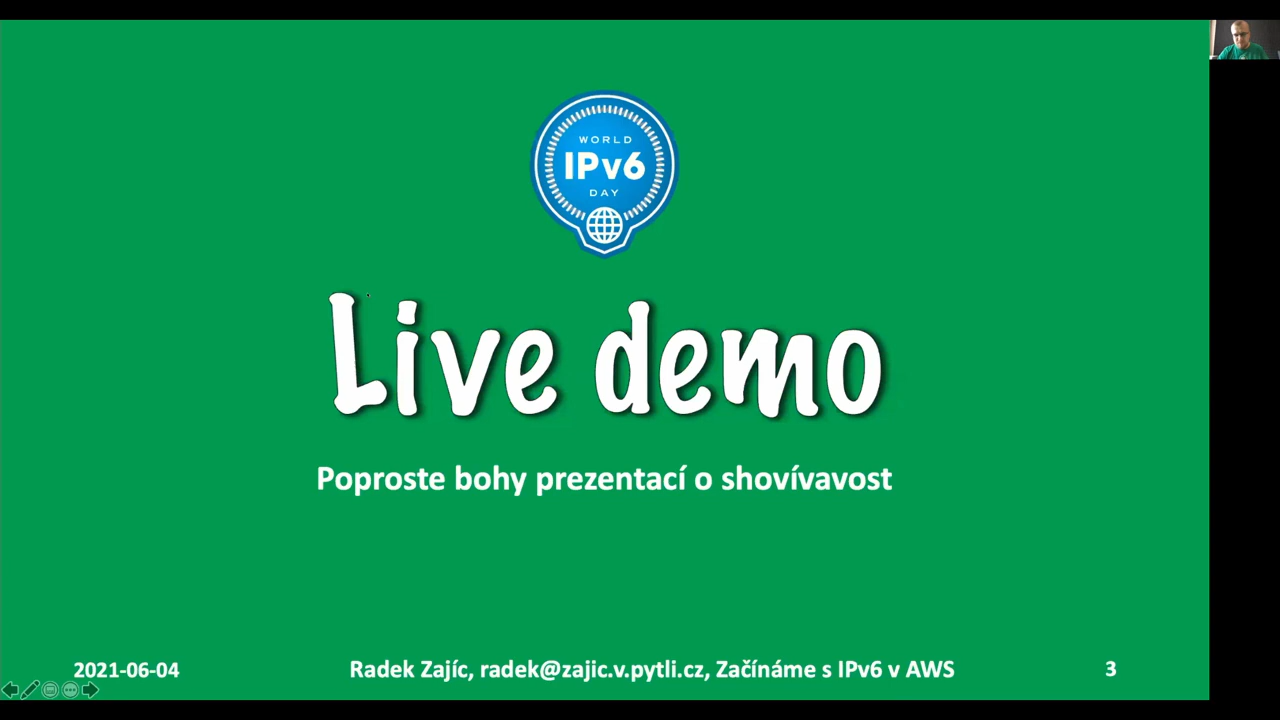 WORLD
IPv6
DAY
Live demo
Poproste bohy prezentací o shovívavost
2021-06-04
Radek Zajíc, radek@zajic.v.pytli.cz, Začínáme s IPv6 v AWS
3